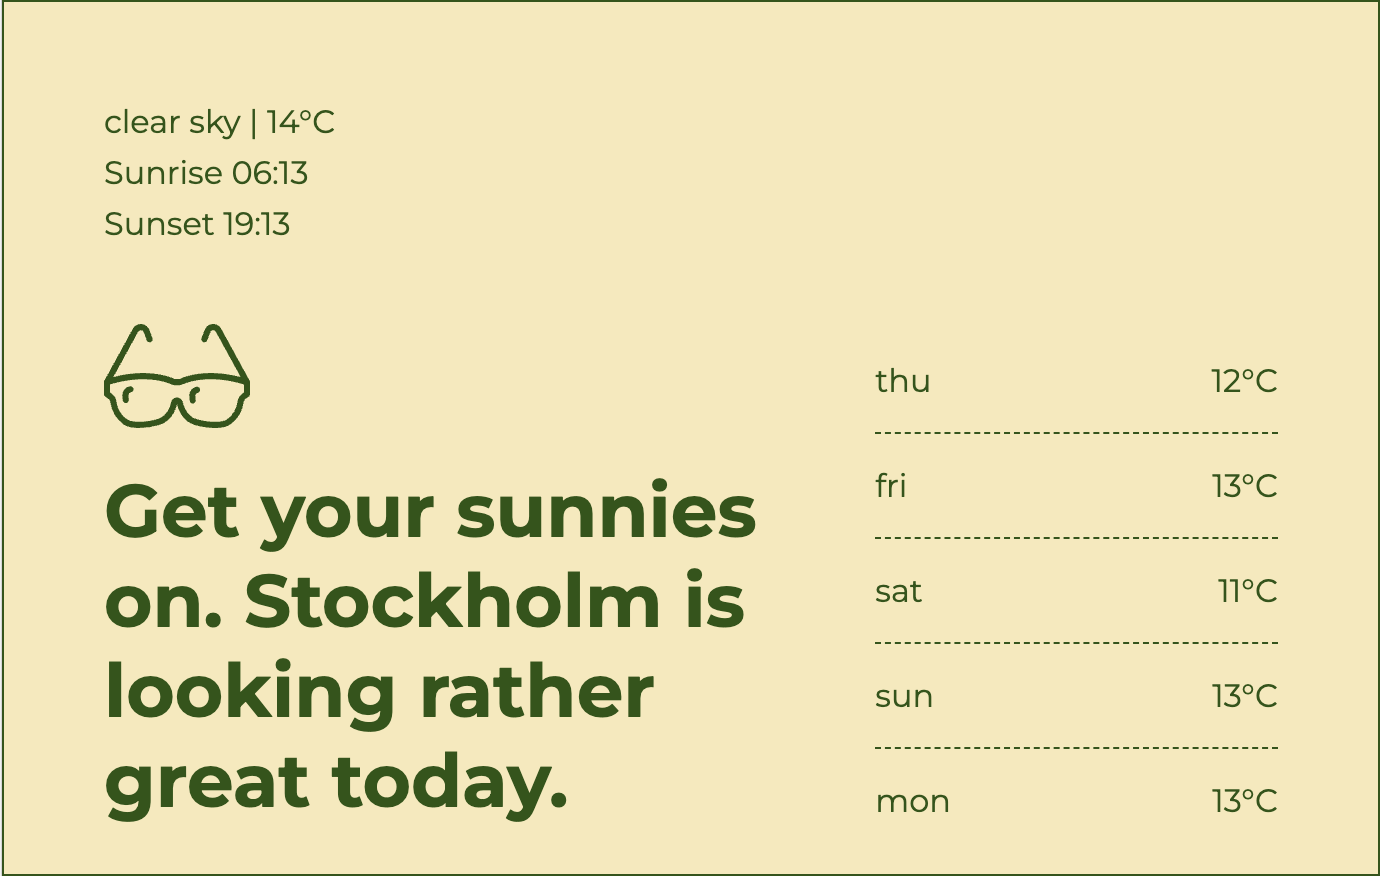 clear sky | 14°C
Sunrise 06:13
Sunset 19:13
Get your sunnies
on. Stockholm is
looking rather
great today.
thu 12°C
fri 13°C
sat 11°C
sun 13°C
mon 13°C